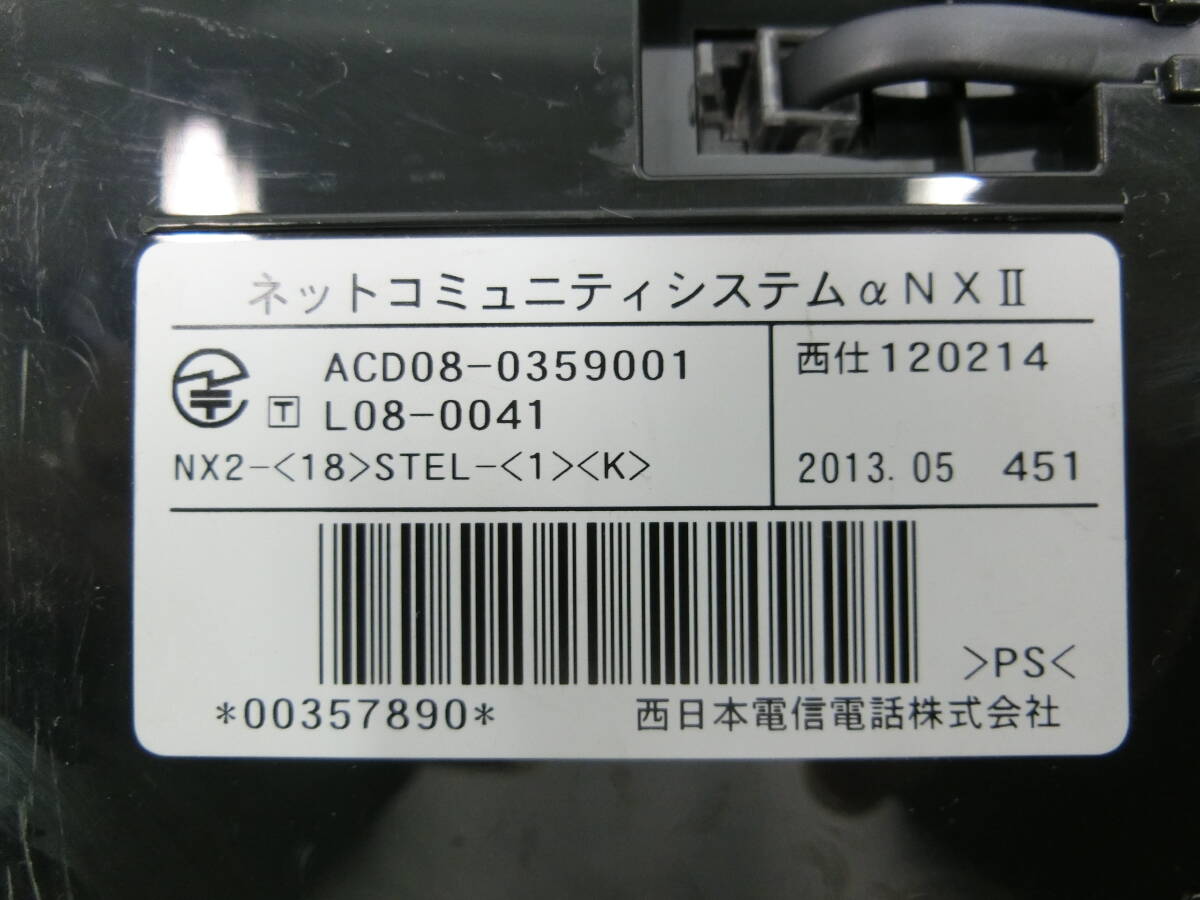 ネットコミュニティシステムαNXⅡ
ACD08-0359001
T L08-0041
NX2-<18>STEL-<1><K>
西仕120214
2013.05 451
>PS<
*00357890*
西日本電信電話株式会社